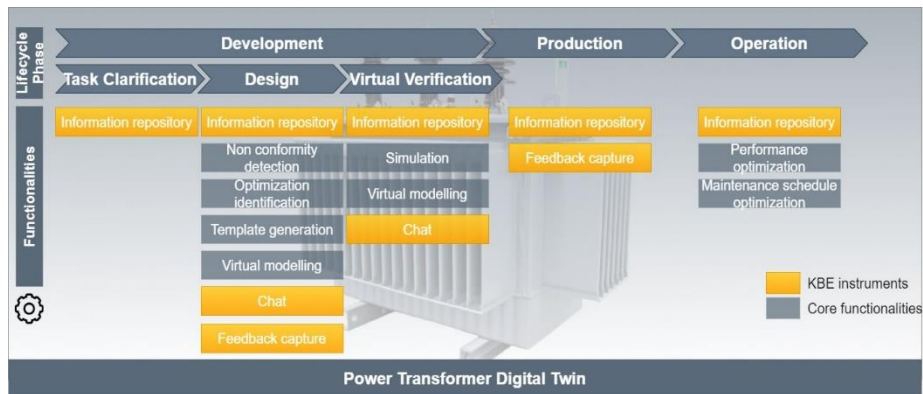 Lifecycle
Phase
Development
Production
Operation
Task Clarification
Design
Virtual Verification
Functionalities
Information repository
Information repository
Information repository
Information repository
Information repository
Non conformity
detection
Simulation
Feedback capture
Performance
optimization
Optimization
identification
Virtual modelling
Maintenance schedule
optimization
Template generation
Chat
Virtual modelling
Chat
Feedback capture
KBE instruments
Core functionalities
Power Transformer Digital Twin